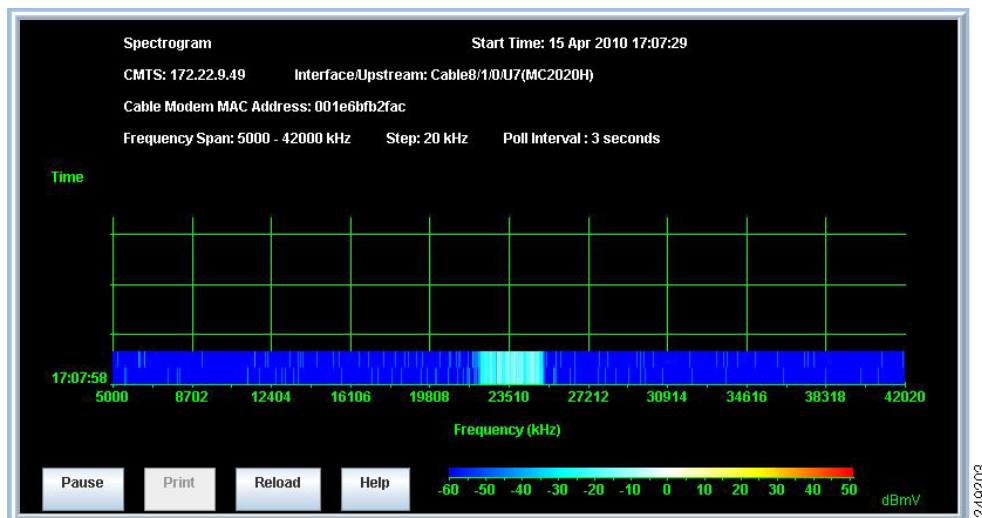 Spectrogram Start Time: 15 Apr 2010 17:07:29
CMTS: 172.22.9.49 Interface/Upstream: Cable8/1/0/U7(MC2020H)
Cable Modem MAC Address: 001e6bfb2fac
Frequency Span: 5000 - 42000 kHz Step: 20 kHz Poll Interval : 3 seconds
Time
17:07:58
5000 8702 12404 16106 19808 23510 27212 30914 34616 38318 42020
Frequency (kHz)
Pause Print Reload Help
-60 -50 -40 -30 -20 -10 0 10 20 30 40 50 dBmV
249203